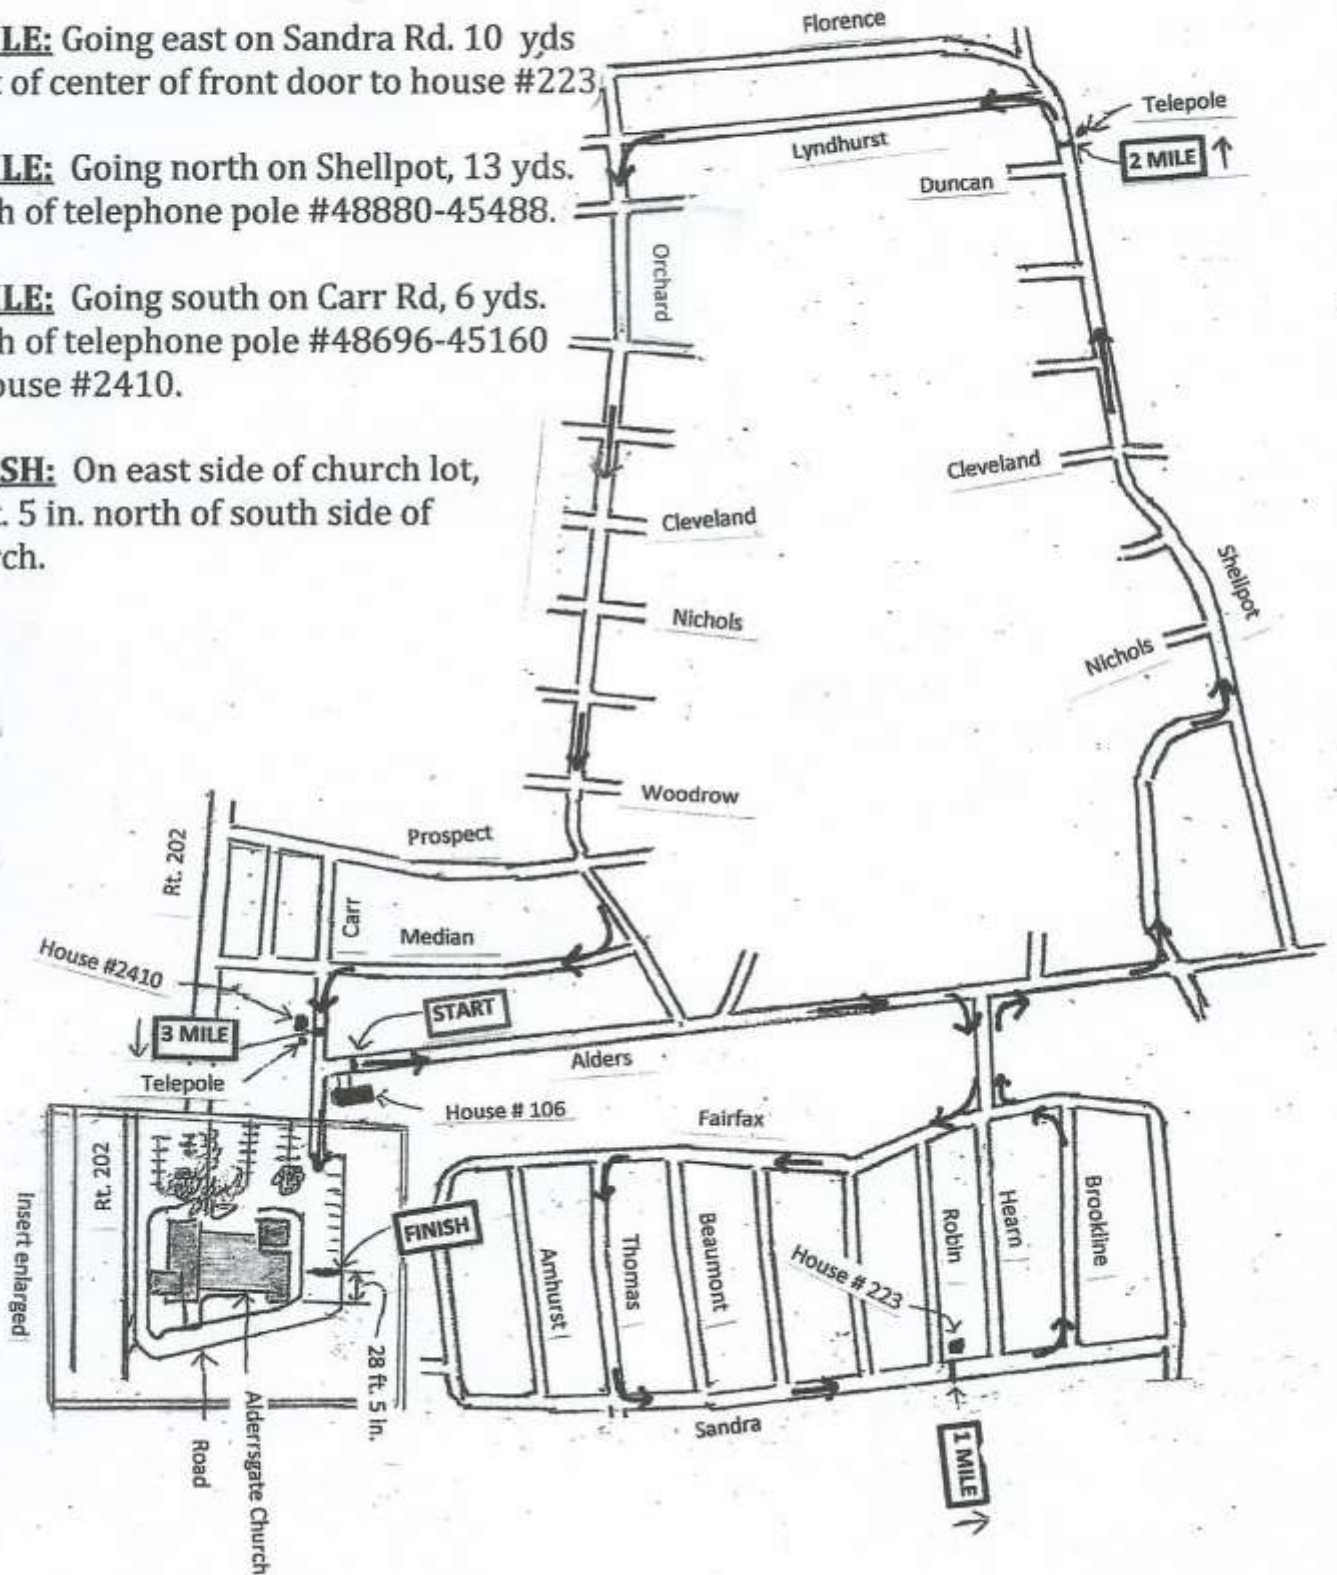 LE: Going east on Sandra Rd. 10 yds
of center of front door to house #223
LE: Going north on Shellpot, 13 yds.
h of telephone pole #48880-45488.
LE: Going south on Carr Rd, 6 yds.
h of telephone pole #48696-45160
ouse #2410.
SH: On east side of church lot,
. 5 in. north of south side of
rch.
Florence
Telepole
Lyndhurst
2 MILE
Duncan
Orchard
Cleveland
Cleveland
Shellpot
Nichols
Nichols
Woodrow
Prospect
Rt. 202
Carr
Median
House #2410
START
3 MILE
Alders
Telepole
House # 106
Fairfax
Rt. 202
Insert enlarged
FINISH
Amhurst
Thomas
Beaumont
House # 223
Robin
Hearn
Brookline
28 ft. 5 in.
Sandra
Road
Alderrsgate Church
1 MILE